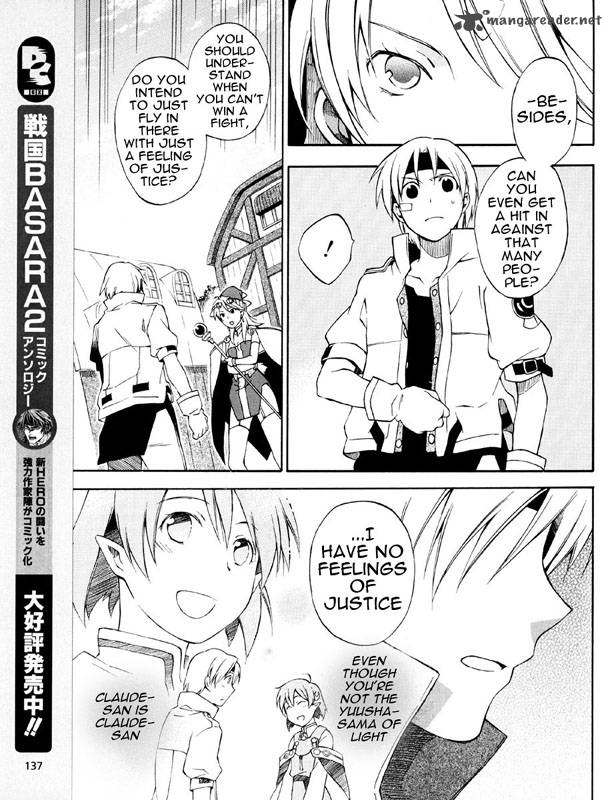 mangareader.net
-BE-
SIDES,
CAN
YOU
EVEN GET
A HIT IN
AGAINST
THAT
MANY
PEO-
PLE?
!
YOU
SHOULD
UNDER-
STAND
WHEN
YOU CAN'T
WIN A
FIGHT,
DO YOU
INTEND
TO JUST
FLY IN
THERE
WITH JUST
A FEELING
OF JUS-
TICE?
...I
HAVE NO
FEELINGS
OF
JUSTICE
EVEN
THOUGH
YOU'RE
NOT THE
YUUSHA-
SAMA OF
LIGHT
CLAUDE-
SAN IS
CLAUDE-
SAN
戦国BASARA2
コミック
アンソロジー
新HEROの闘いを
強力作家陣がコミック化
大好評発売中!!
137